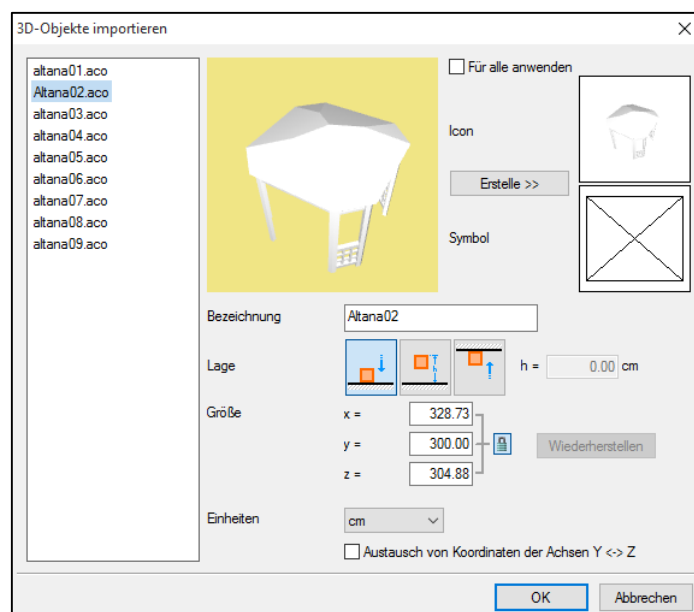 3D-Objekte importieren
altana01.aco
Altana02.aco
altana03.aco
altana04.aco
altana05.aco
altana06.aco
altana07.aco
altana08.aco
altana09.aco
Für alle anwenden
Icon
Erstelle >>
Symbol
Bezeichnung Altana02
Lage h = 0.00 cm
Größe x = 328.73
y = 300.00 Wiederherstellen
z = 304.88
Einheiten cm
Austausch von Koordinaten der Achsen Y <-> Z
OK Abbrechen